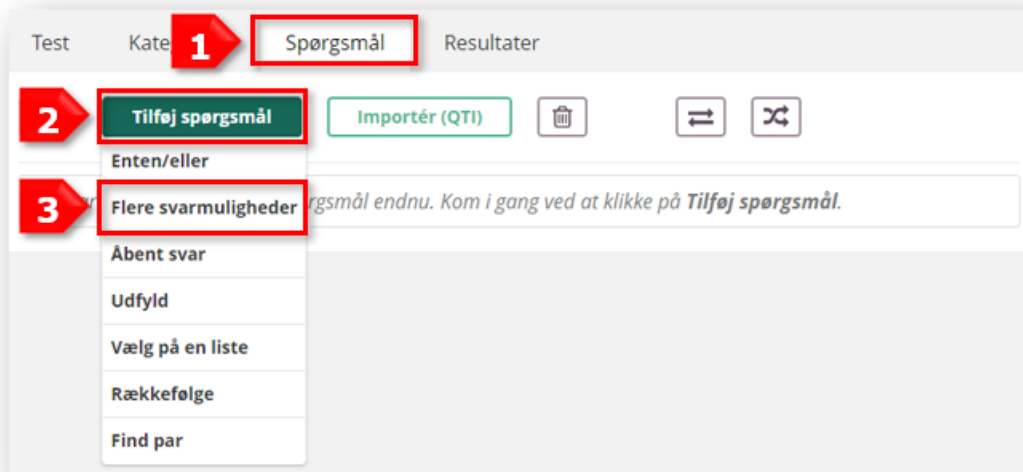 Test Kate 1 Spørgsmål Resultater
2 Tilføj spørgsmål Importér (QTI)
Enten/eller
3 Flere svarmuligheder rgsmål endnu. Kom i gang ved at klikke på Tilføj spørgsmål.
Åbent svar
Udfyld
Vælg på en liste
Rækkefølge
Find par